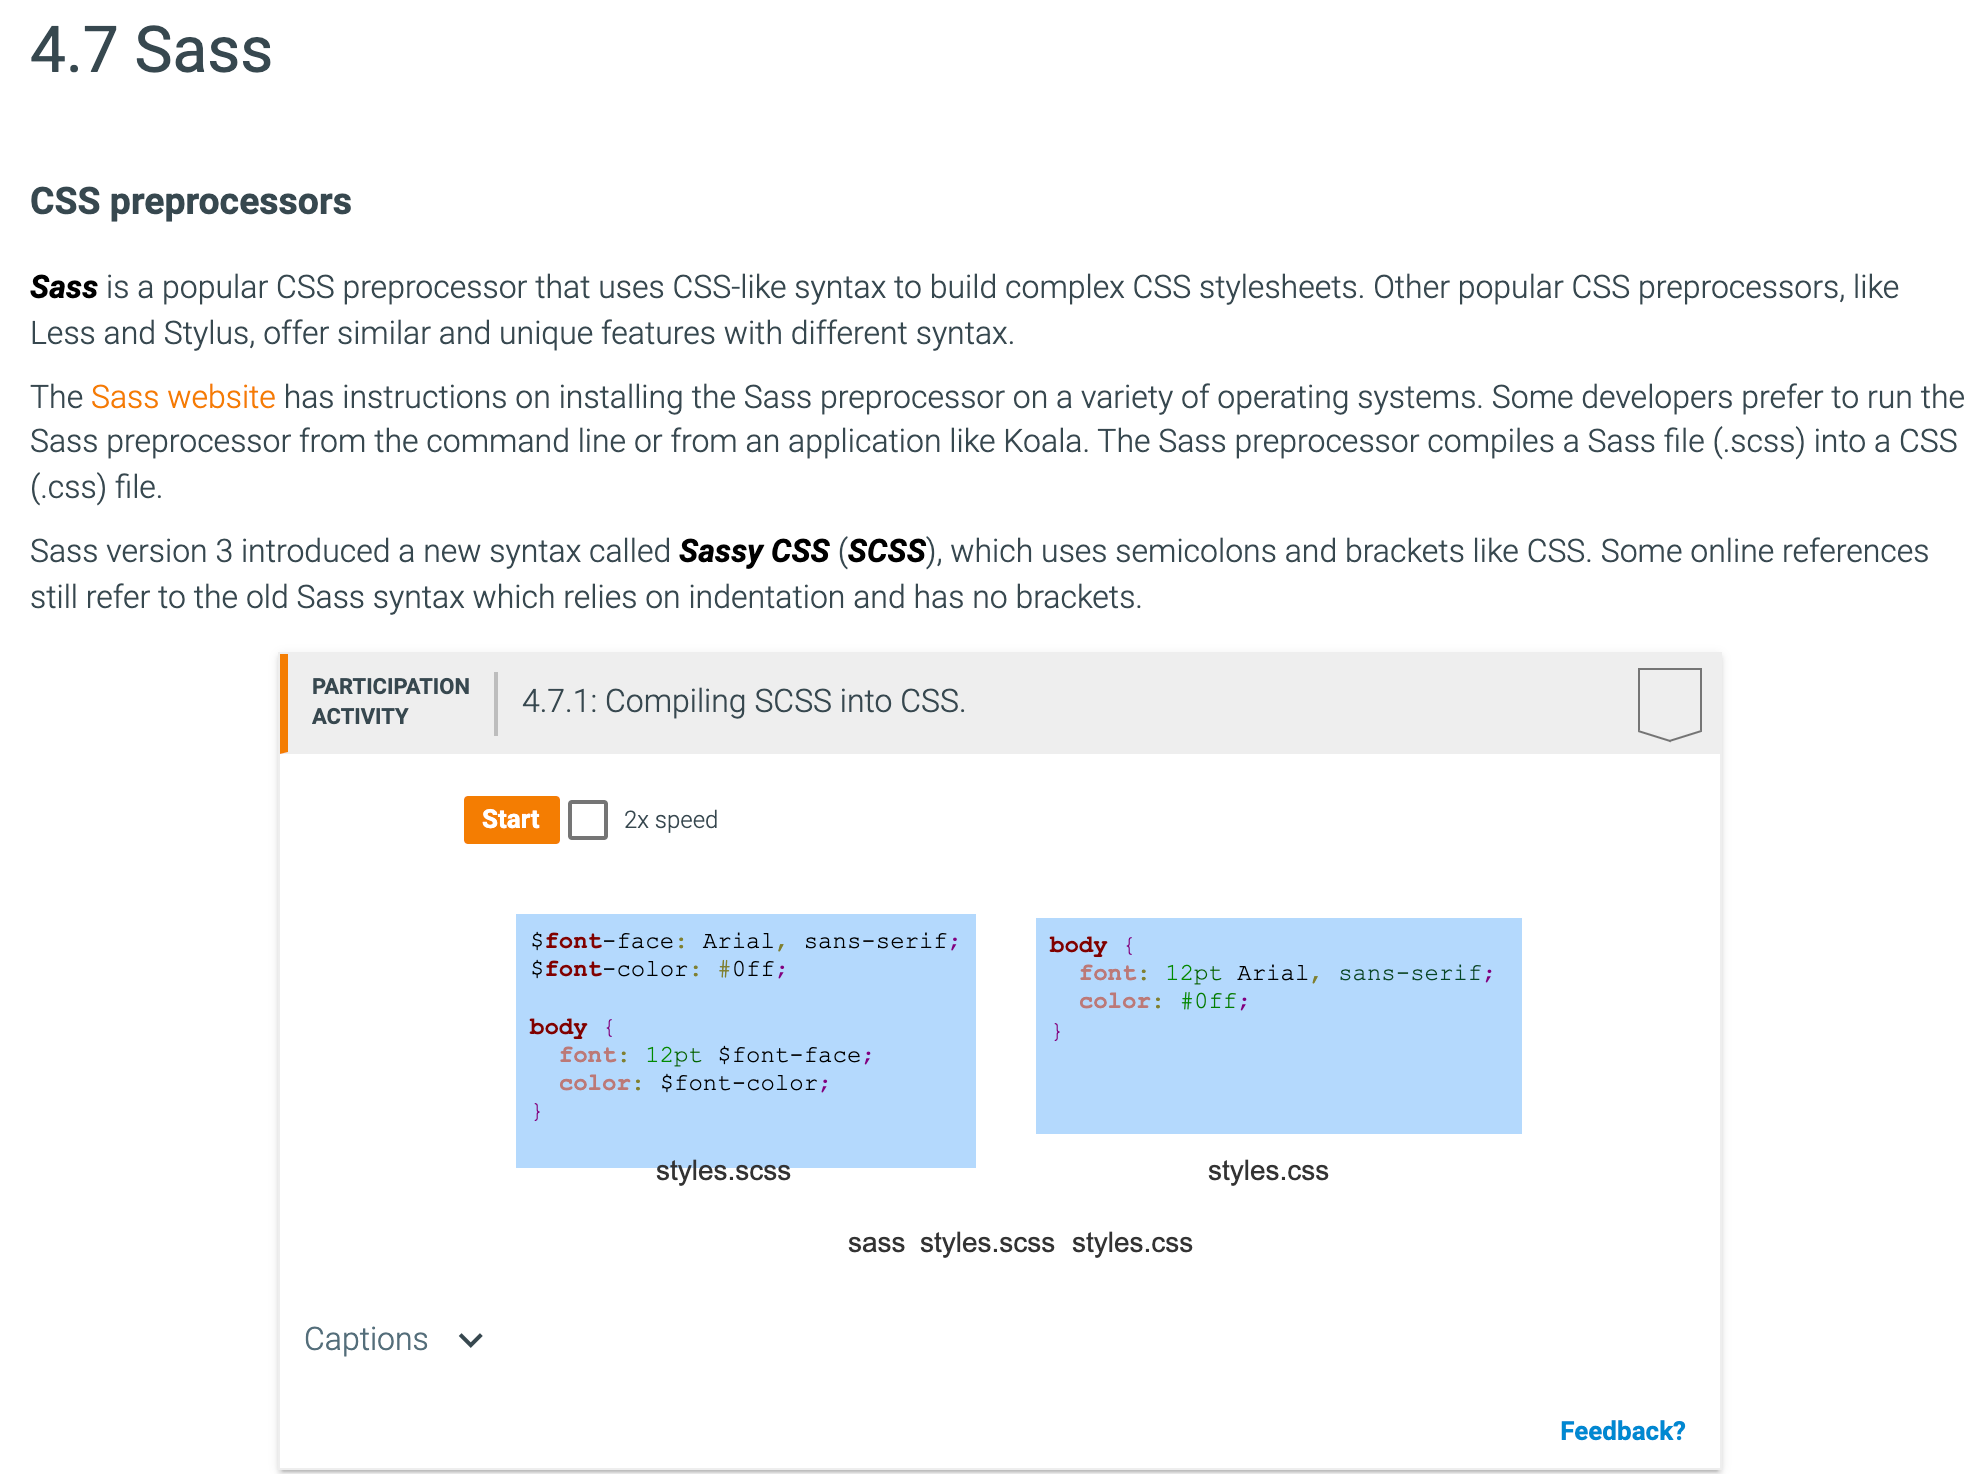 4.7 Sass
CSS preprocessors
Sass is a popular CSS preprocessor that uses CSS-like syntax to build complex CSS stylesheets. Other popular CSS preprocessors, like
Less and Stylus, offer similar and unique features with different syntax.
The Sass website has instructions on installing the Sass preprocessor on a variety of operating systems. Some developers prefer to run the
Sass preprocessor from the command line or from an application like Koala. The Sass preprocessor compiles a Sass file (.scss) into a CSS
(.css) file.
Sass version 3 introduced a new syntax called Sassy CSS (SCSS), which uses semicolons and brackets like CSS. Some online references
still refer to the old Sass syntax which relies on indentation and has no brackets.
PARTICIPATION
ACTIVITY
4.7.1: Compiling SCSS into CSS.
Start
2x speed
$font-face: Arial, sans-serif;
$font-color: #0ff;
body {
  font: 12pt $font-face;
  color: $font-color;
}
styles.scss
body {
  font: 12pt Arial, sans-serif;
  color: #0ff;
}
styles.css
sass styles.scss styles.css
Captions
Feedback?